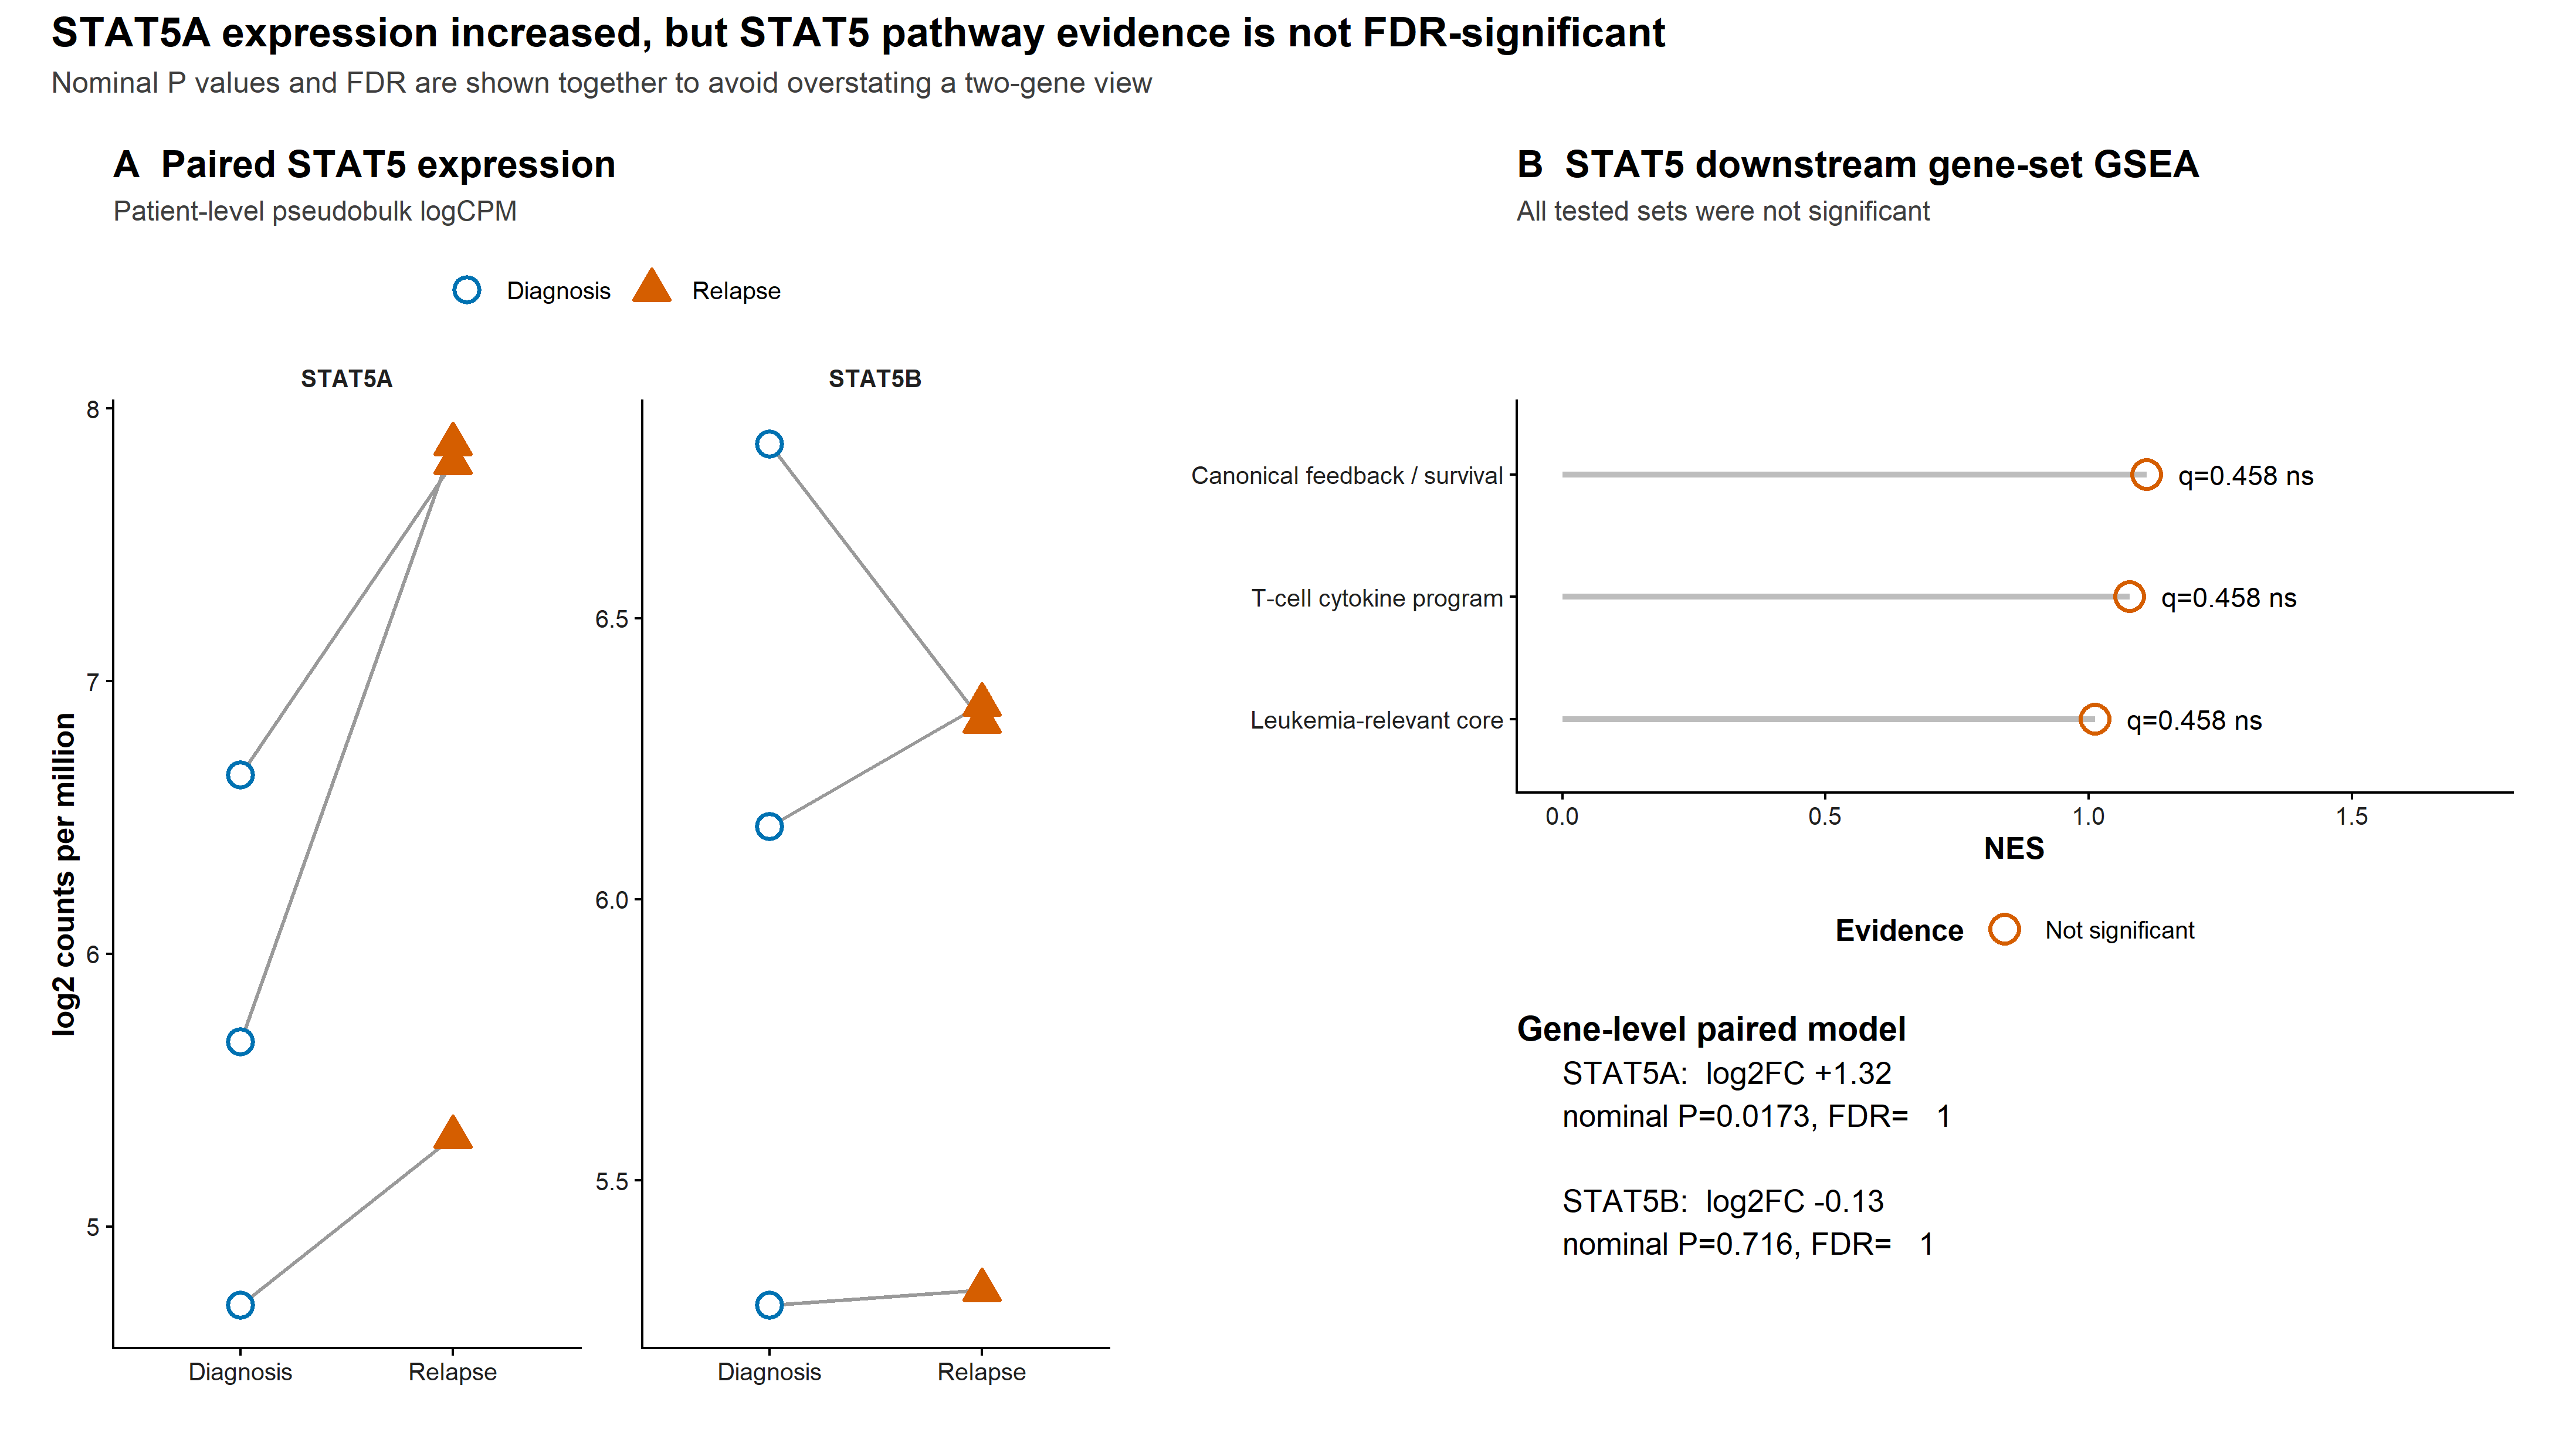 STAT5A expression increased, but STAT5 pathway evidence is not FDR-significant
Nominal P values and FDR are shown together to avoid overstating a two-gene view
A  Paired STAT5 expression
Patient-level pseudobulk logCPM
Diagnosis
Relapse
STAT5A
STAT5B
log2 counts per million
8
7
6
5
6.5
6.0
5.5
Diagnosis
Relapse
Diagnosis
Relapse
B  STAT5 downstream gene-set GSEA
All tested sets were not significant
Canonical feedback / survival
q=0.458 ns
T-cell cytokine program
q=0.458 ns
Leukemia-relevant core
q=0.458 ns
0.0
0.5
1.0
1.5
NES
Evidence
Not significant
Gene-level paired model
STAT5A:  log2FC +1.32
nominal P=0.0173, FDR=   1
STAT5B:  log2FC -0.13
nominal P=0.716, FDR=   1